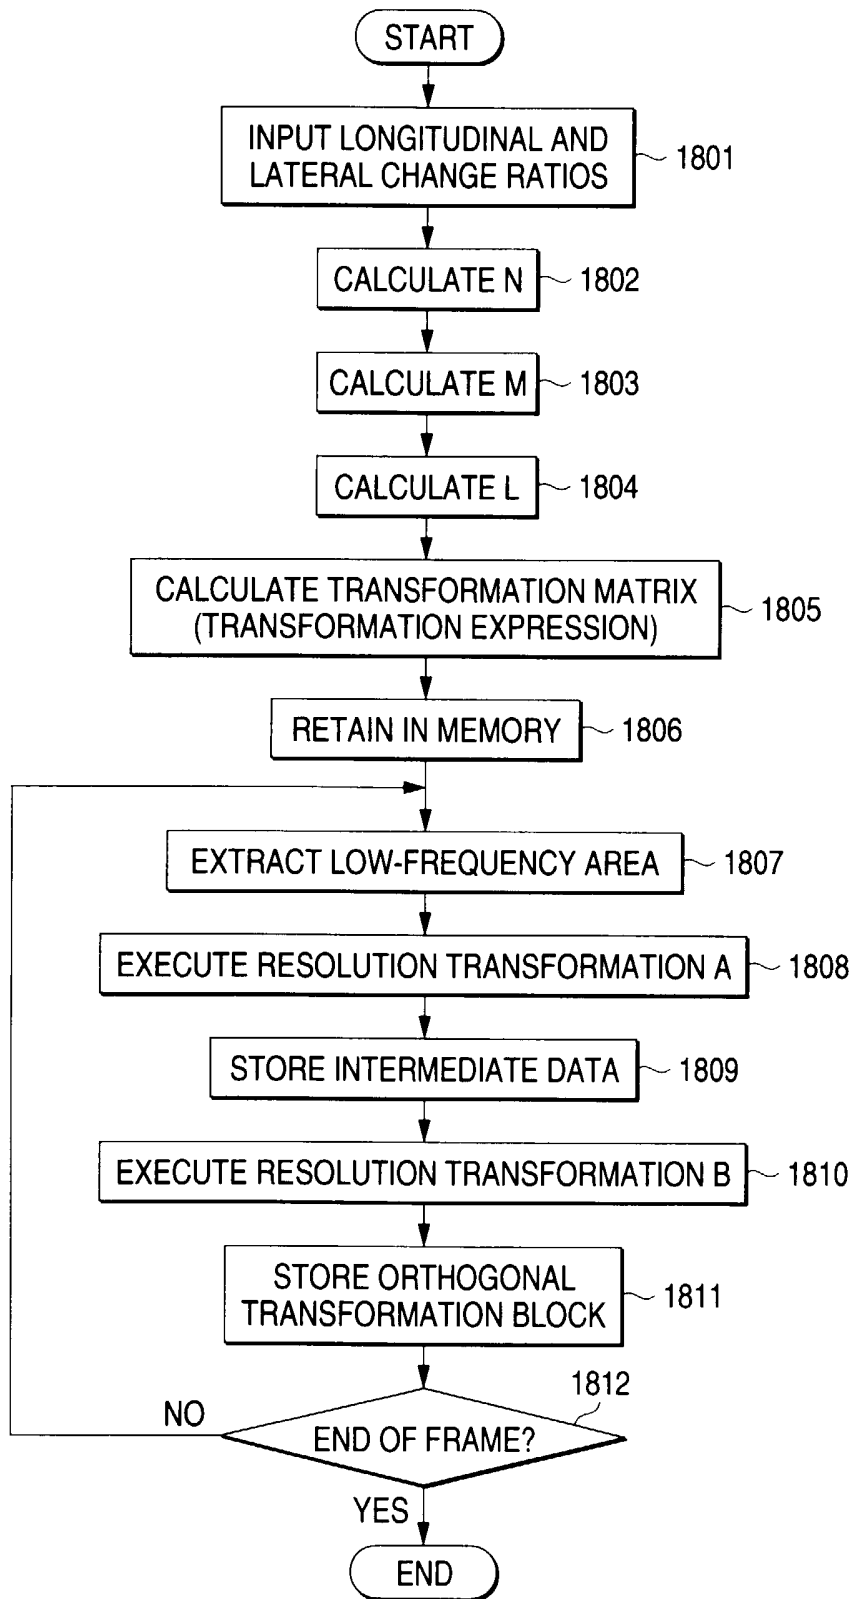 START
INPUT LONGITUDINAL AND
LATERAL CHANGE RATIOS
1801
CALCULATE N
1802
CALCULATE M
1803
CALCULATE L
1804
CALCULATE TRANSFORMATION MATRIX
(TRANSFORMATION EXPRESSION)
1805
RETAIN IN MEMORY
1806
EXTRACT LOW-FREQUENCY AREA
1807
EXECUTE RESOLUTION TRANSFORMATION A
1808
STORE INTERMEDIATE DATA
1809
EXECUTE RESOLUTION TRANSFORMATION B
1810
STORE ORTHOGONAL
TRANSFORMATION BLOCK
1811
1812
NO
END OF FRAME?
YES
END